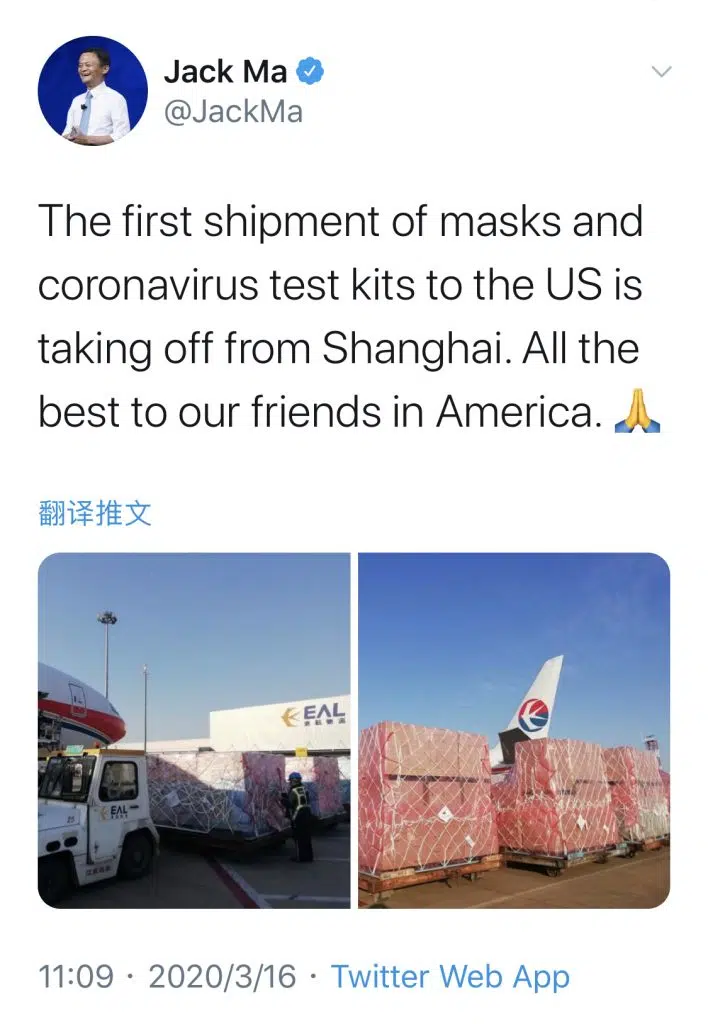 Jack Ma
@JackMa
The first shipment of masks and
coronavirus test kits to the US is
taking off from Shanghai. All the
best to our friends in America. 🙏
翻译推文
EAL
EAL
25
11:09 · 2020/3/16 · Twitter Web App